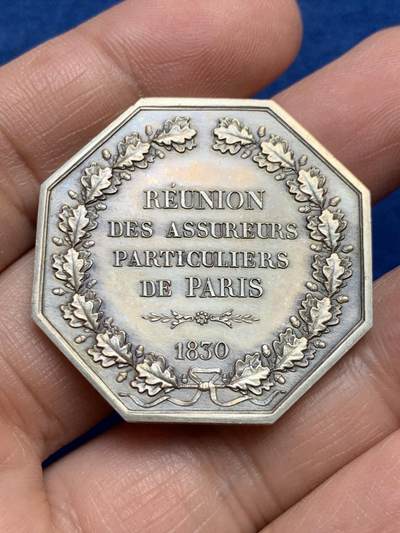 RÉUNION
DES ASSUREURS
PARTICULIERS
DE PARIS
1830